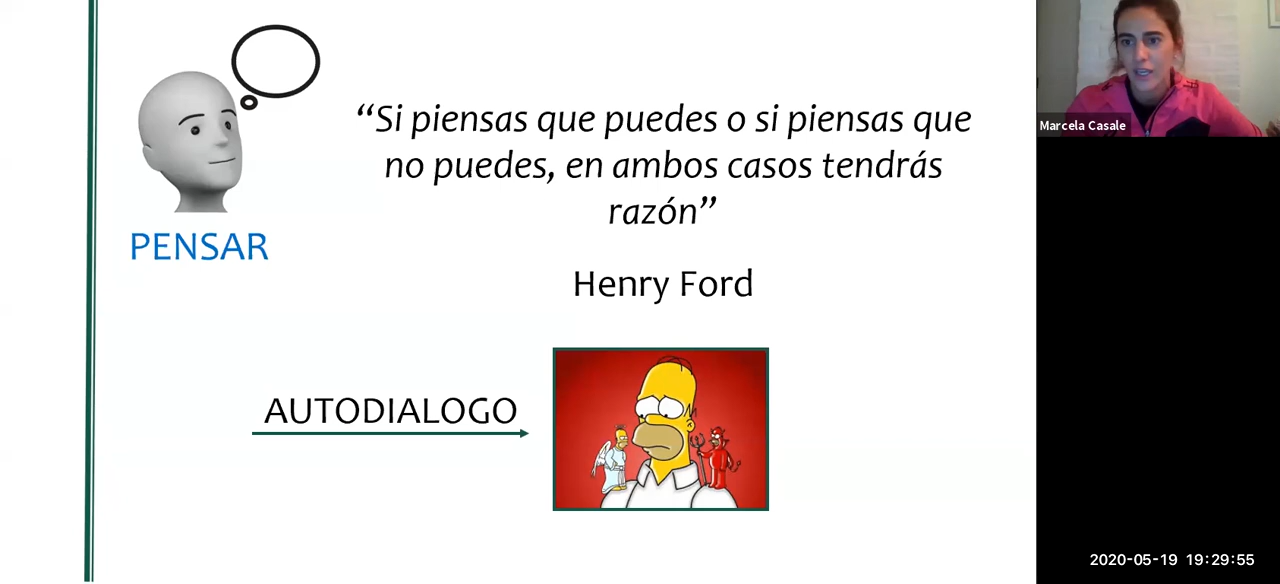 “Si piensas que puedes o si piensas que
no puedes, en ambos casos tendrás
razón”
PENSAR
Henry Ford
AUTODIALOGO
Marcela Casale
2020-05-19 19:29:55